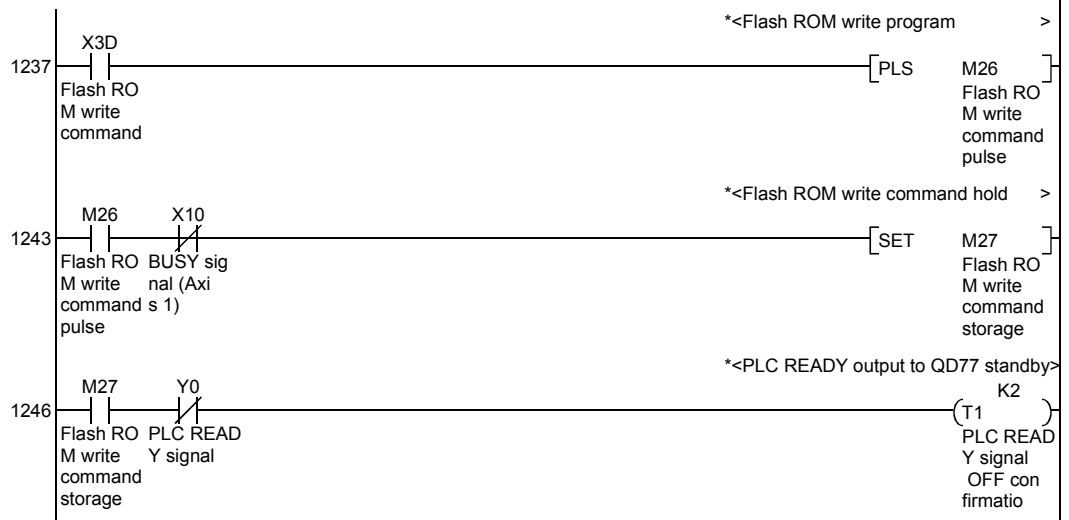 *<Flash ROM write program >
X3D
1237
PLS M26
Flash RO
M write
command
Flash RO
M write
command
pulse
*<Flash ROM write command hold >
M26 X10
1243
SET M27
Flash RO
M write
command
pulse
BUSY sig
nal (Axi
s 1)
Flash RO
M write
command
storage
*<PLC READY output to QD77 standby>
M27 Y0
K2
1246
T1
Flash RO
M write
command
storage
PLC READ
Y signal
PLC READ
Y signal
OFF con
firmatio